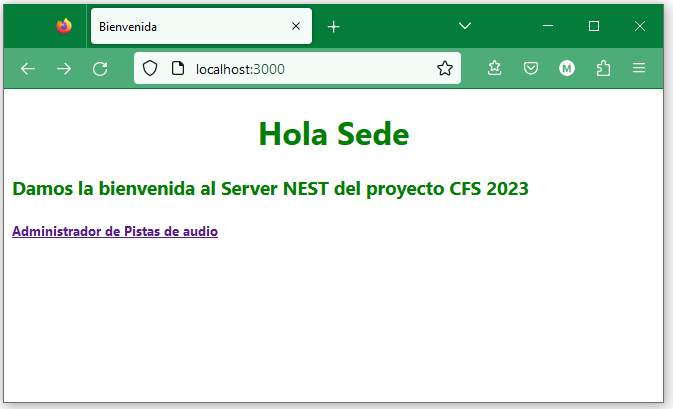 Bienvenida
localhost:3000
M
Hola Sede
Damos la bienvenida al Server NEST del proyecto CFS 2023
Administrador de Pistas de audio